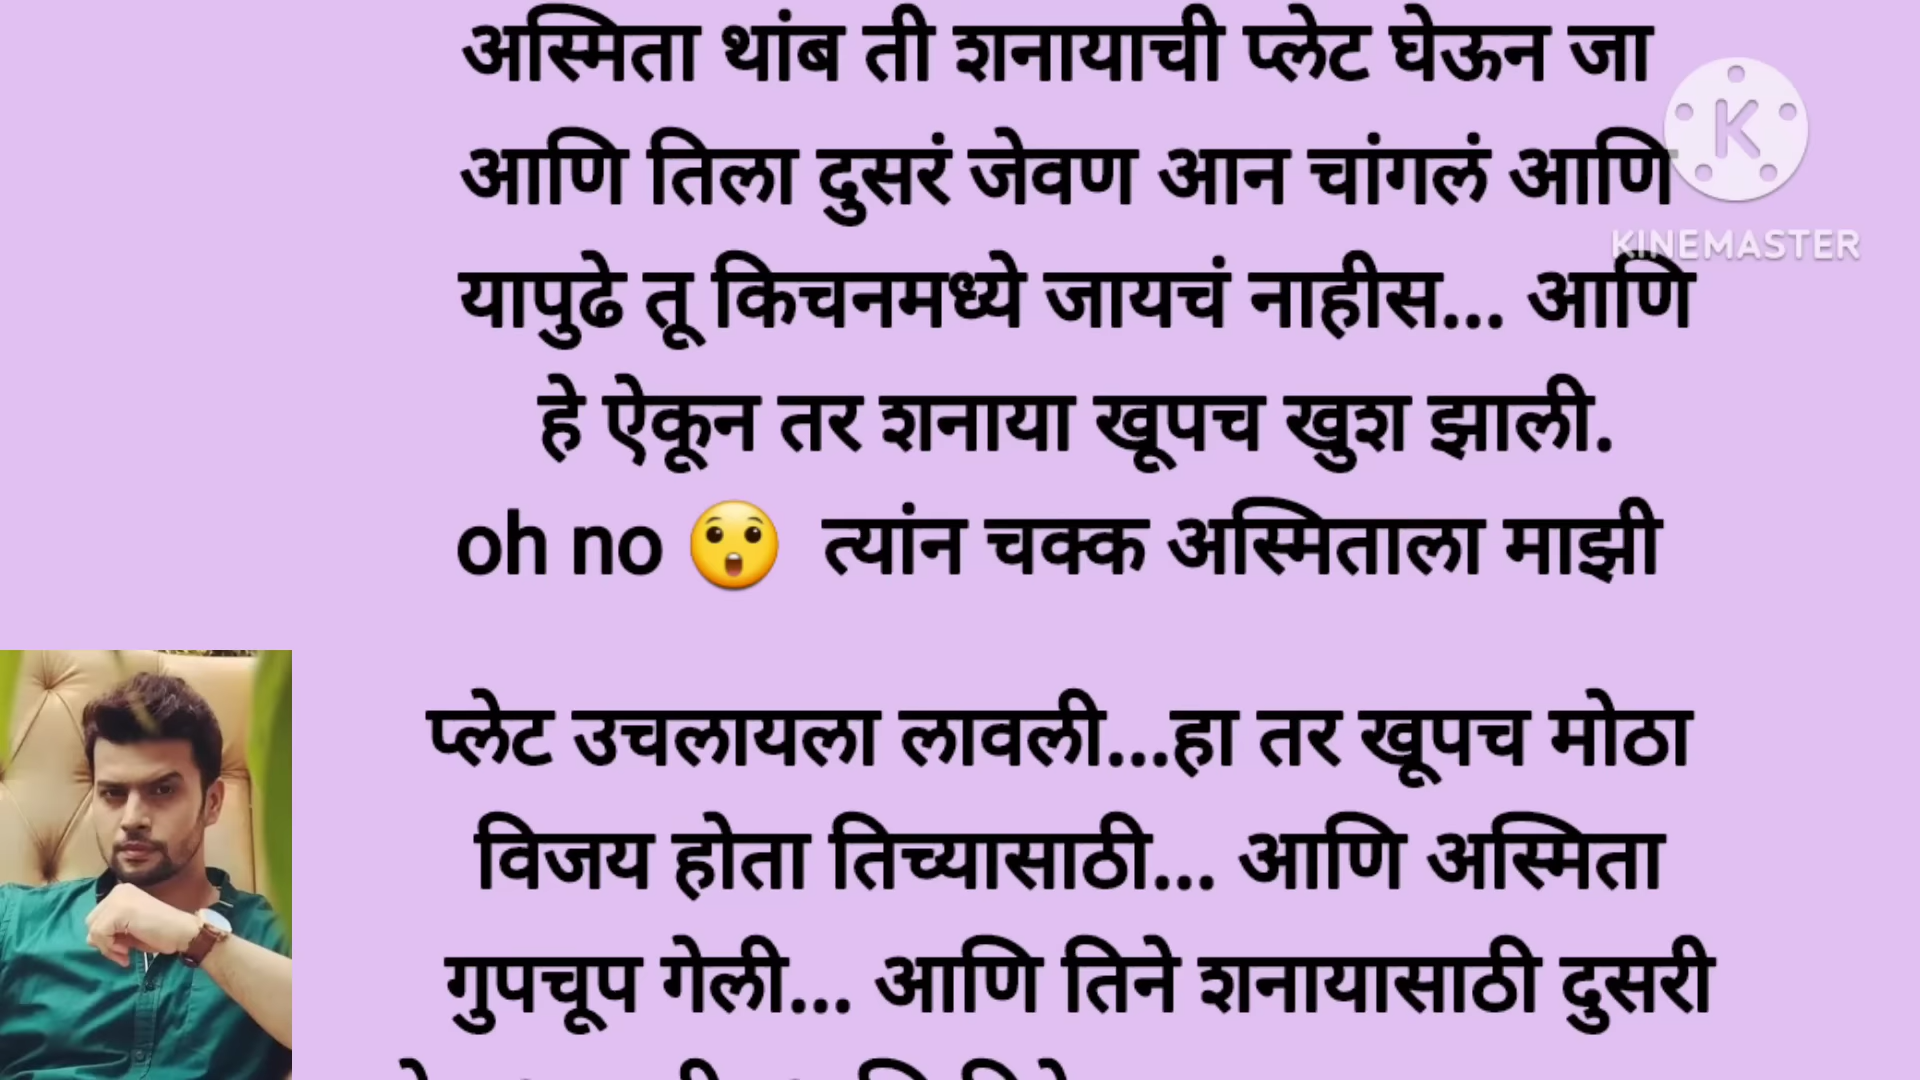 अस्मिता थांब ती शनायाची प्लेट घेऊन जा
आणि तिला दुसरं जेवण आन चांगलं आणि
यापुढे तू किचनमध्ये जायचं नाहीस... आणि
हे ऐकून तर शनाया खूपच खुश झाली.
oh no 😮 त्यांन चक्क अस्मिताला माझी
प्लेट उचलायला लावली...हा तर खूपच मोठा
विजय होता तिच्यासाठी... आणि अस्मिता
गुपचूप गेली... आणि तिने शनायासाठी दुसरी
K
KINEMASTER